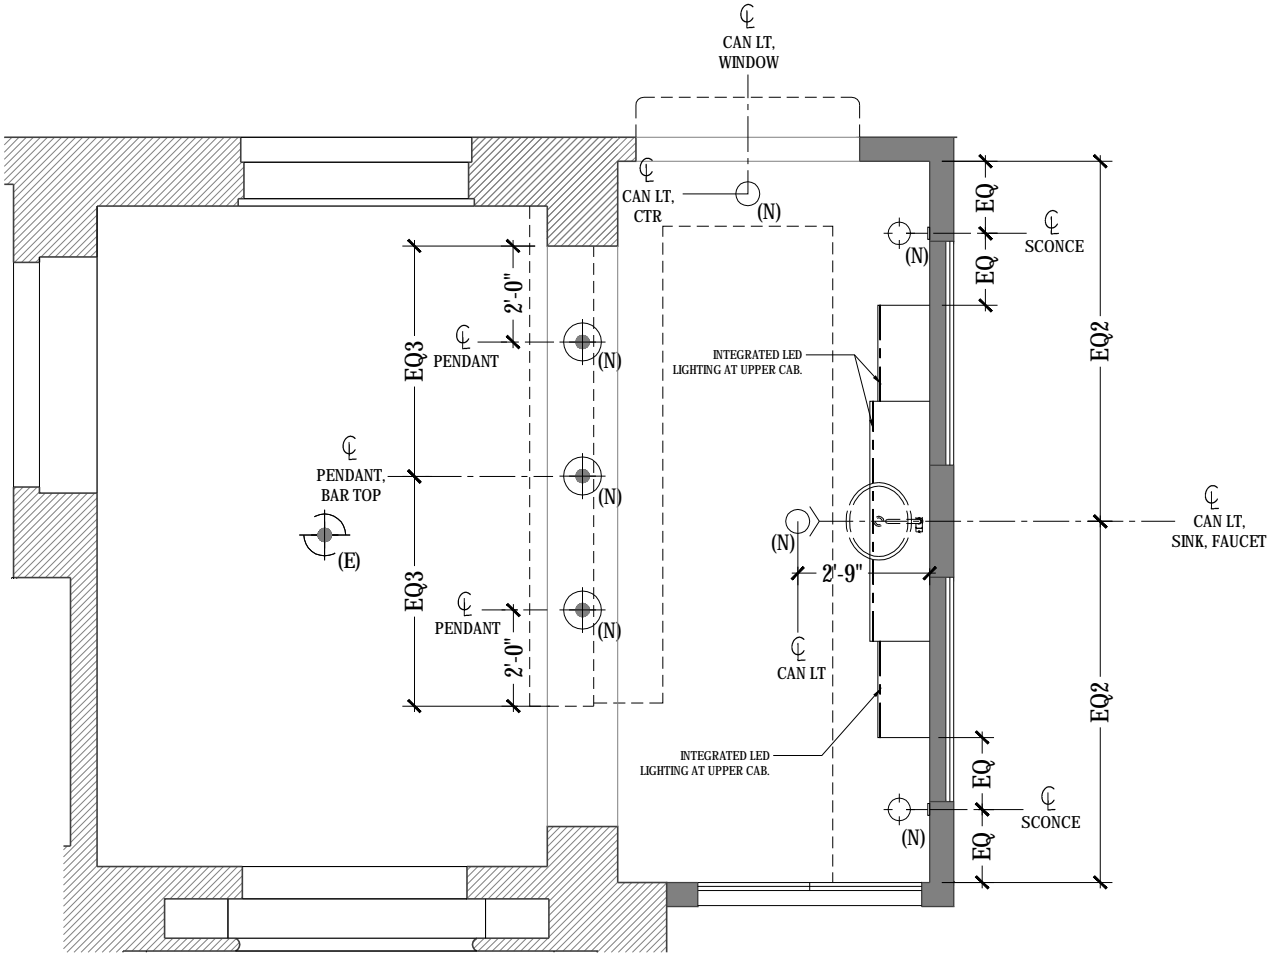 ℄
CAN LT,
WINDOW
℄
CAN LT,
CTR
(N)
EQ
℄
SCONCE
(N)
EQ
2'-0"
℄
PENDANT
(N)
EQ3
EQ2
INTEGRATED LED
LIGHTING AT UPPER CAB.
℄
PENDANT,
BAR TOP
(N)
(E)
(N)
℄
CAN LT,
SINK, FAUCET
2'-9"
EQ3
℄
PENDANT
(N)
2'-0"
℄
CAN LT
EQ2
INTEGRATED LED
LIGHTING AT UPPER CAB.
EQ
℄
SCONCE
(N)
EQ